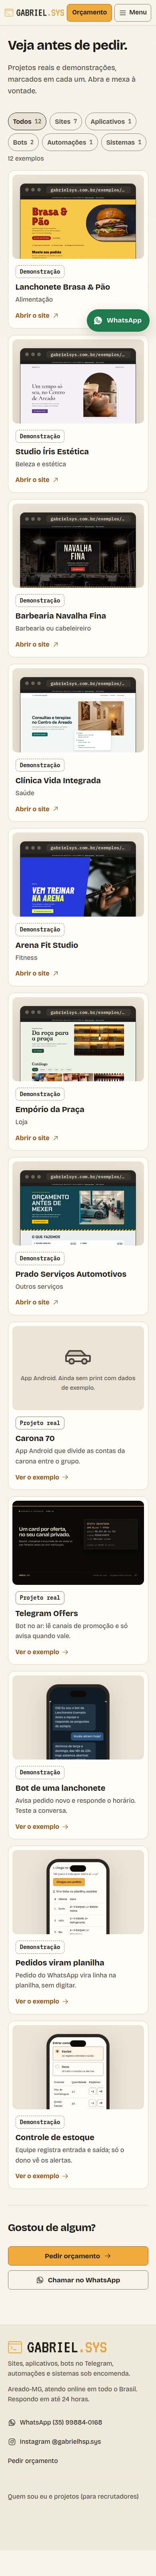 GABRIEL.SYS
Orçamento
Menu
Veja antes de pedir.
Projetos reais e demonstrações,
marcados cada um. Abra e mexa à
vontade.
Todos 12
Sites 7
Aplicativos 1
Bots 2
Automações 1
Sistemas 1
12 exemplos
gabrielsys.com.br/exemplos/…
Brasa &
Pão
Demonstração
Lanchonete Brasa & Pão
Alimentação
Abrir o site
WhatsApp
gabrielsys.com.br/exemplos/…
Um tempo só
seu, no Centro
de Areado
Demonstração
Studio Íris Estética
Beleza e estética
Abrir o site
gabrielsys.com.br/exemplos/…
NAVALHA
FINA
Demonstração
Barbearia Navalha Fina
Barbearia ou cabeleireiro
Abrir o site
gabrielsys.com.br/exemplos/…
Consultas e terapias
no Centro de Areado
Demonstração
Clínica Vida Integrada
Saúde
Abrir o site
gabrielsys.com.br/exemplos/…
VEM TREINAR
NA ARENA
Demonstração
Arena Fit Studio
Fitness
Abrir o site
gabrielsys.com.br/exemplos/…
Da roça para
a praça
Catálogo
Demonstração
Empório da Praça
Loja
Abrir o site
gabrielsys.com.br/exemplos/…
ORÇAMENTO
ANTES DE
MEXER
O QUE FAZEMOS
Demonstração
Prado Serviços Automotivos
Outros serviços
Abrir o site
App Android. Ainda sem print com dados
de exemplo.
Projeto real
Carona 70
App Android que divide as contas da
carona entre o grupo.
Ver o exemplo
Um card por oferta,
no seu canal privado.
Projeto real
Telegram Offers
Bot no ar: lê canais de promoção e só
avisa quando vale.
Ver o exemplo
Demonstração
Bot de uma lanchonete
Avisa pedido novo e responde o horário.
Teste a conversa.
Ver o exemplo
Demonstração
Pedidos viram planilha
Pedido do WhatsApp vira linha na
planilha, sem digitar.
Ver o exemplo
Demonstração
Controle de estoque
Equipe registra entrada e saída; só o
dono vê os alertas.
Ver o exemplo
Gostou de algum?
Pedir orçamento
Chamar no WhatsApp
GABRIEL.SYS
Sites, aplicativos, bots no Telegram,
automações e sistemas sob encomenda.
Areado-MG, atendo online em todo o Brasil.
Respondo em até 24 horas.
WhatsApp (35) 99884-0168
Instagram @gabrielhsp.sys
Pedir orçamento
Quem sou eu e projetos (para recrutadores)